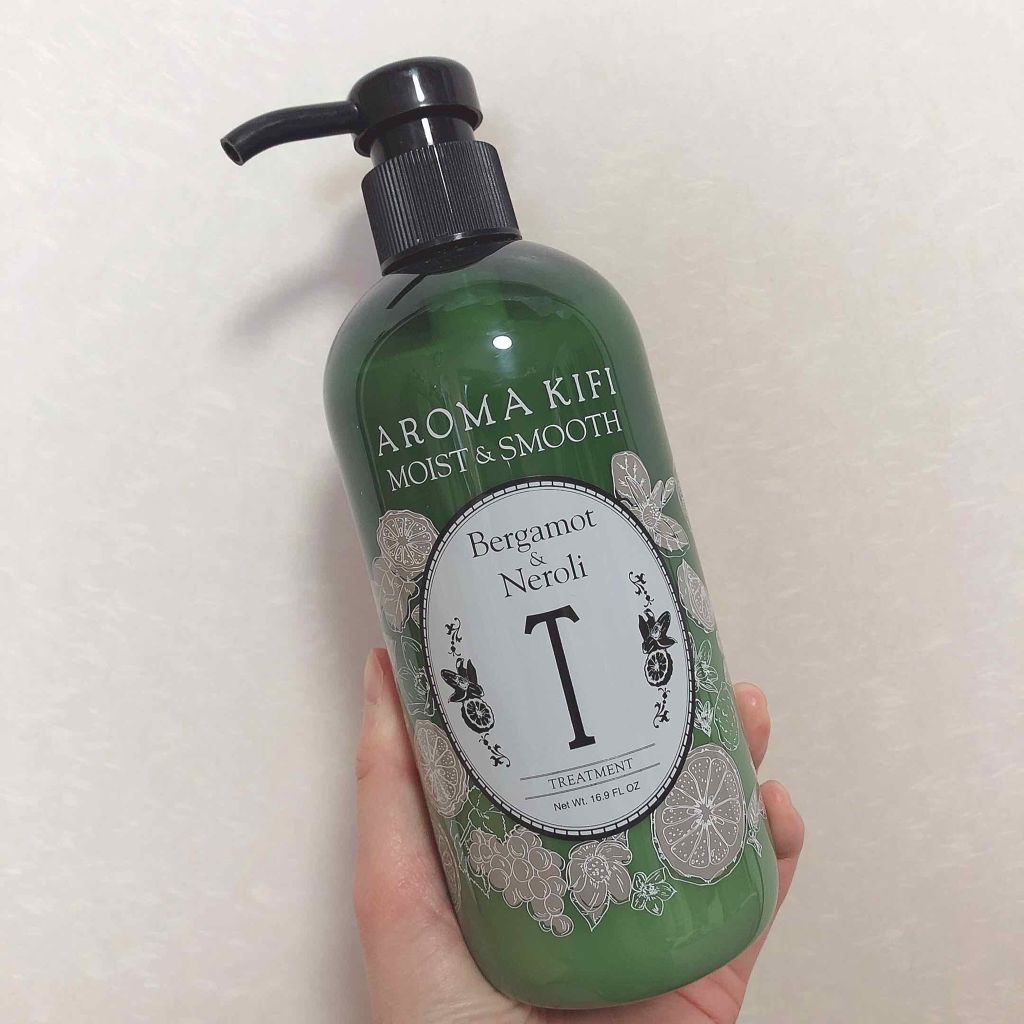 AROMA KIFI
MOIST & SMOOTH
Bergamot
&
Neroli
T
TREATMENT
Net Wt. 16.9 FL OZ